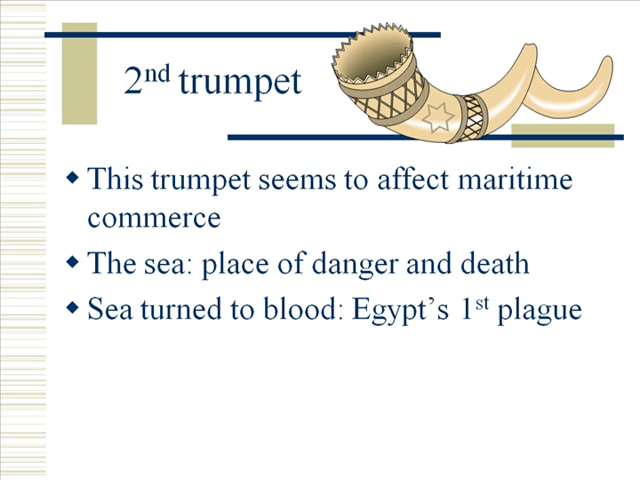 2nd trumpet
This trumpet seems to affect maritime
commerce
The sea: place of danger and death
Sea turned to blood: Egypt’s 1st plague